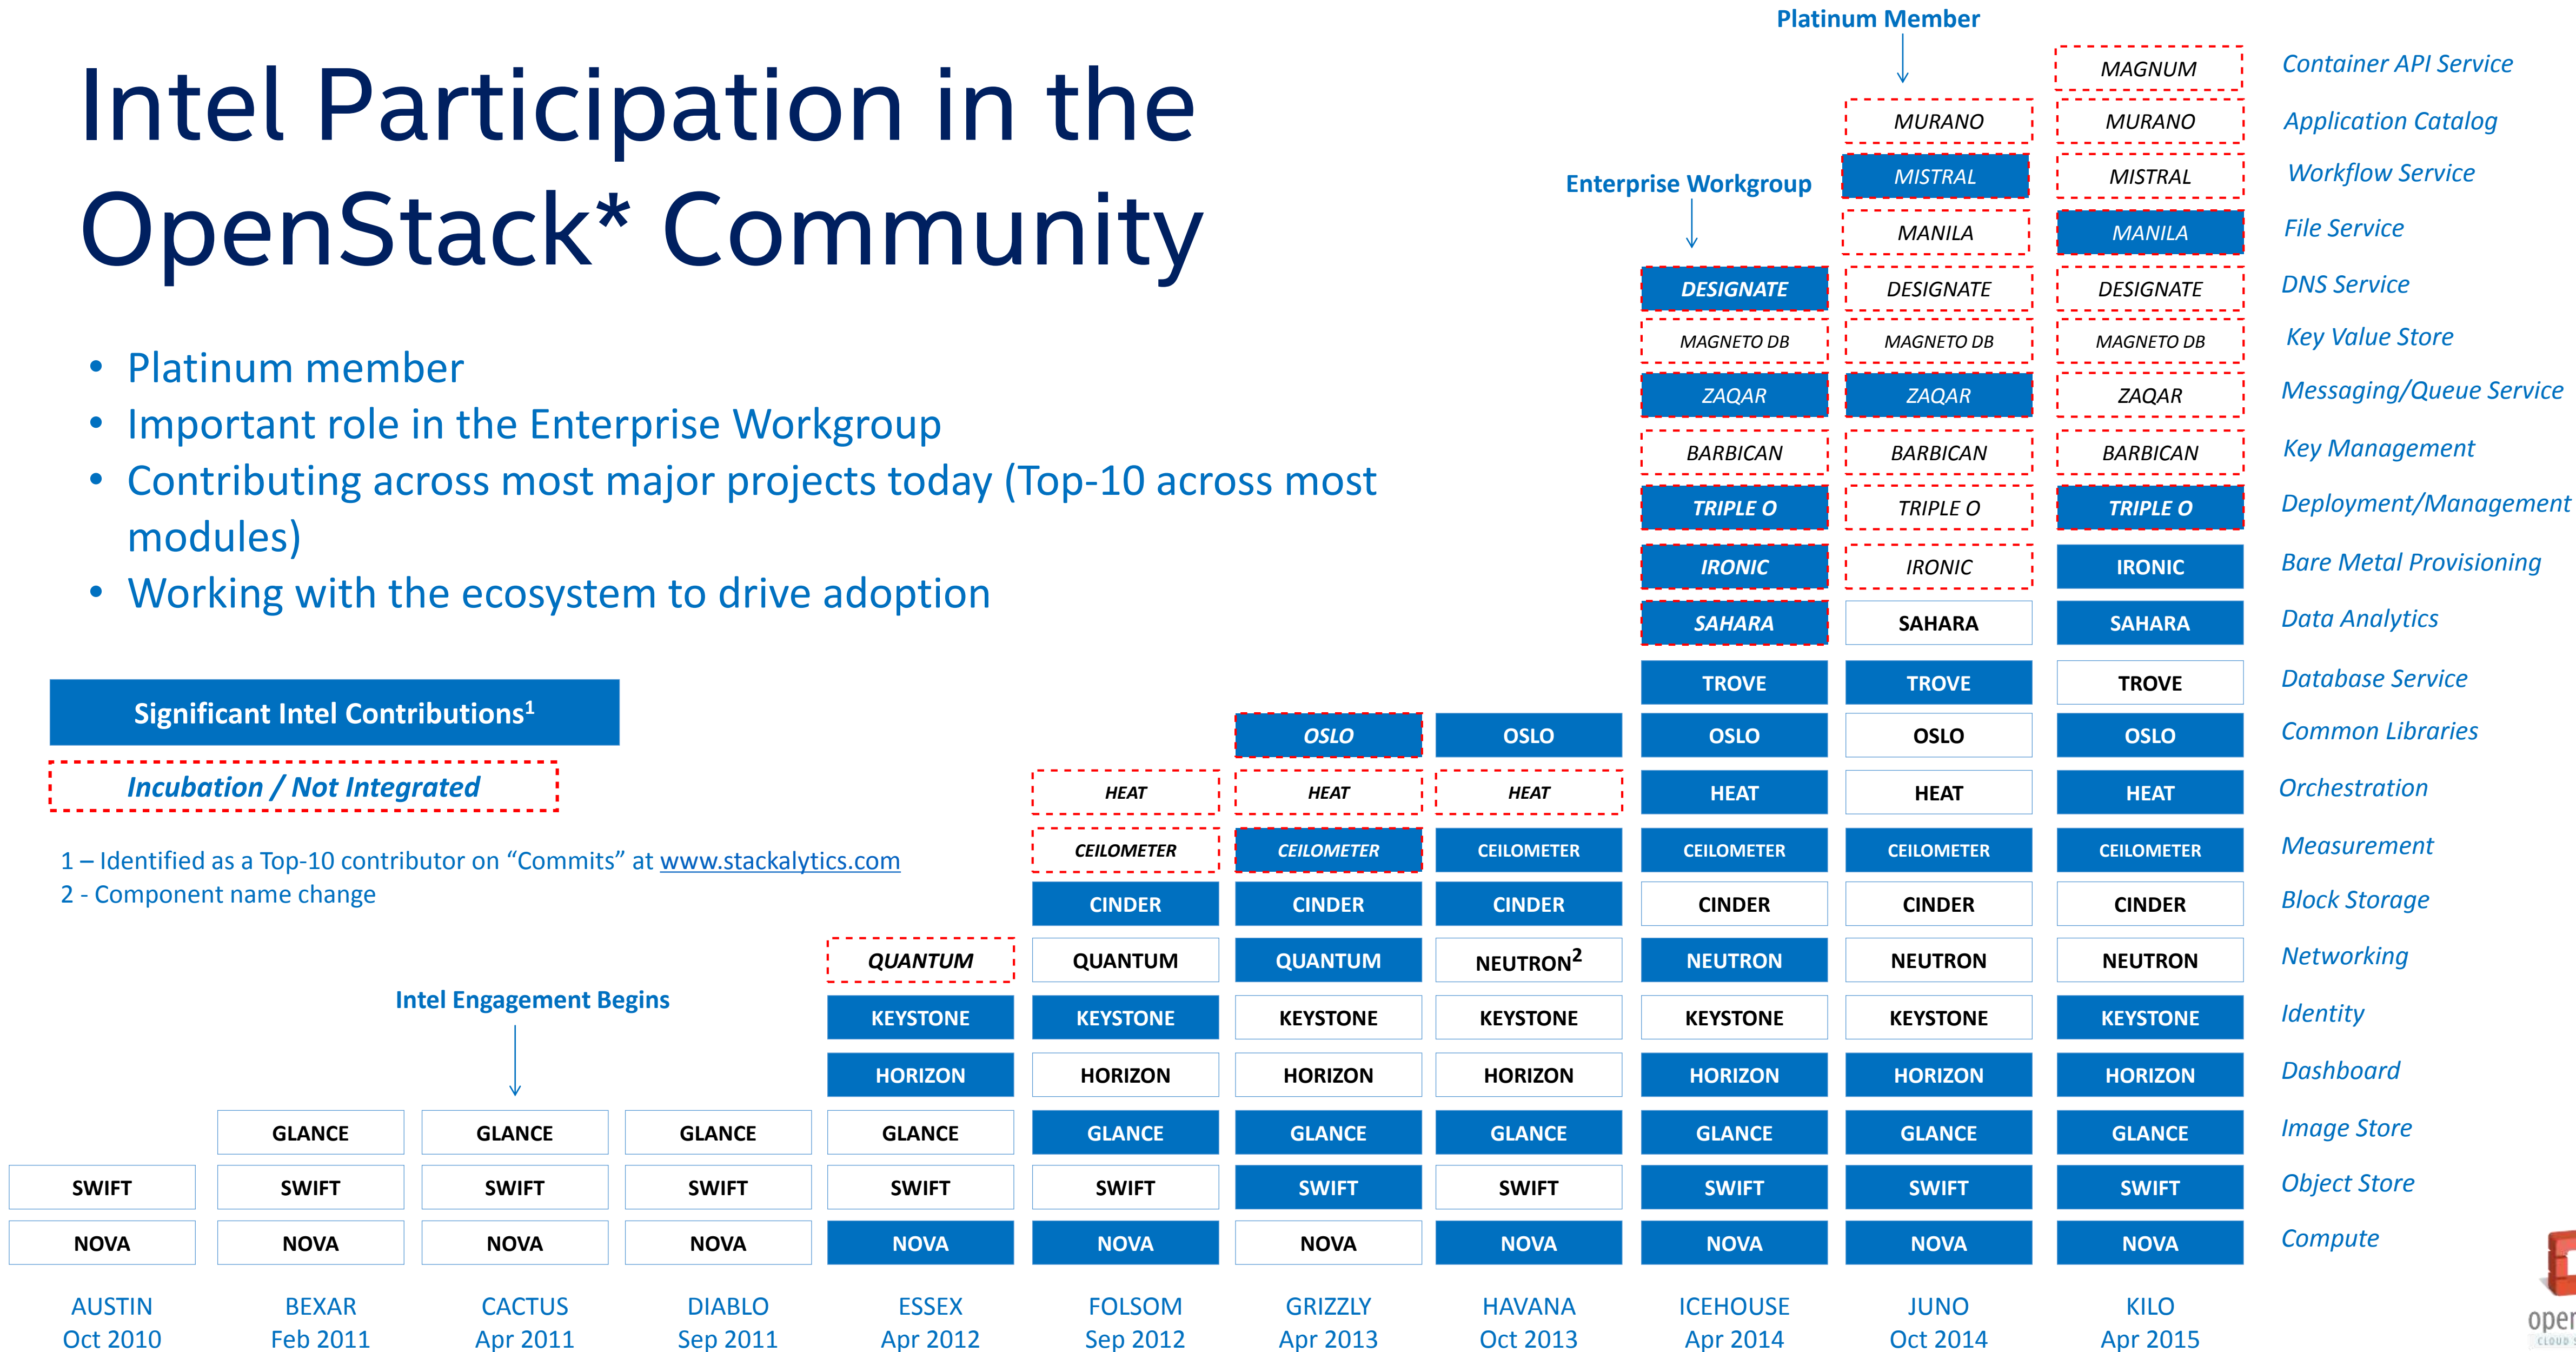 Platinum Member
Intel Participation in the
OpenStack* Community
• Platinum member
• Important role in the Enterprise Workgroup
• Contributing across most major projects today (Top-10 across most
modules)
• Working with the ecosystem to drive adoption
Significant Intel Contributions1
Incubation / Not Integrated
1 – Identified as a Top-10 contributor on “Commits” at www.stackalytics.com
2 - Component name change
Intel Engagement Begins
Enterprise Workgroup
MAGNUM Container API Service
MURANO MURANO Application Catalog
MISTRAL MISTRAL Workflow Service
MANILA MANILA File Service
DESIGNATE DESIGNATE DESIGNATE DNS Service
MAGNETO DB MAGNETO DB MAGNETO DB Key Value Store
ZAQAR ZAQAR ZAQAR Messaging/Queue Service
BARBICAN BARBICAN BARBICAN Key Management
TRIPLE O TRIPLE O TRIPLE O Deployment/Management
IRONIC IRONIC IRONIC Bare Metal Provisioning
SAHARA SAHARA SAHARA Data Analytics
TROVE TROVE TROVE Database Service
OSLO OSLO OSLO OSLO OSLO Common Libraries
HEAT HEAT HEAT HEAT HEAT HEAT Orchestration
CEILOMETER CEILOMETER CEILOMETER CEILOMETER CEILOMETER CEILOMETER Measurement
CINDER CINDER CINDER CINDER CINDER CINDER Block Storage
QUANTUM QUANTUM QUANTUM NEUTRON2 NEUTRON NEUTRON NEUTRON Networking
KEYSTONE KEYSTONE KEYSTONE KEYSTONE KEYSTONE KEYSTONE KEYSTONE Identity
HORIZON HORIZON HORIZON HORIZON HORIZON HORIZON HORIZON Dashboard
GLANCE GLANCE GLANCE GLANCE GLANCE GLANCE GLANCE GLANCE GLANCE GLANCE Image Store
SWIFT SWIFT SWIFT SWIFT SWIFT SWIFT SWIFT SWIFT SWIFT SWIFT SWIFT Object Store
NOVA NOVA NOVA NOVA NOVA NOVA NOVA NOVA NOVA NOVA NOVA Compute
AUSTIN BEXAR CACTUS DIABLO ESSEX FOLSOM GRIZZLY HAVANA ICEHOUSE JUNO KILO
Oct 2010 Feb 2011 Apr 2011 Sep 2011 Apr 2012 Sep 2012 Apr 2013 Oct 2013 Apr 2014 Oct 2014 Apr 2015